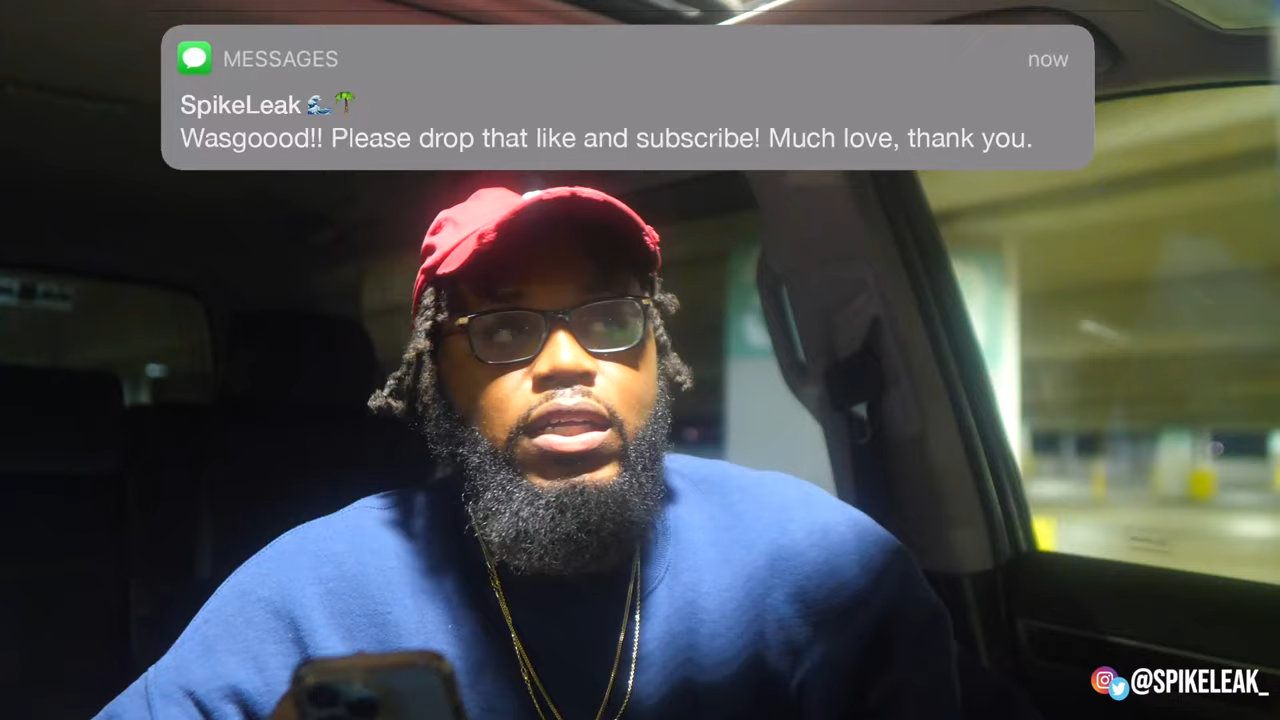 MESSAGES
now
SpikeLeak 🌊🌴
Wasgoood!! Please drop that like and subscribe! Much love, thank you.
@SPIKELEAK_